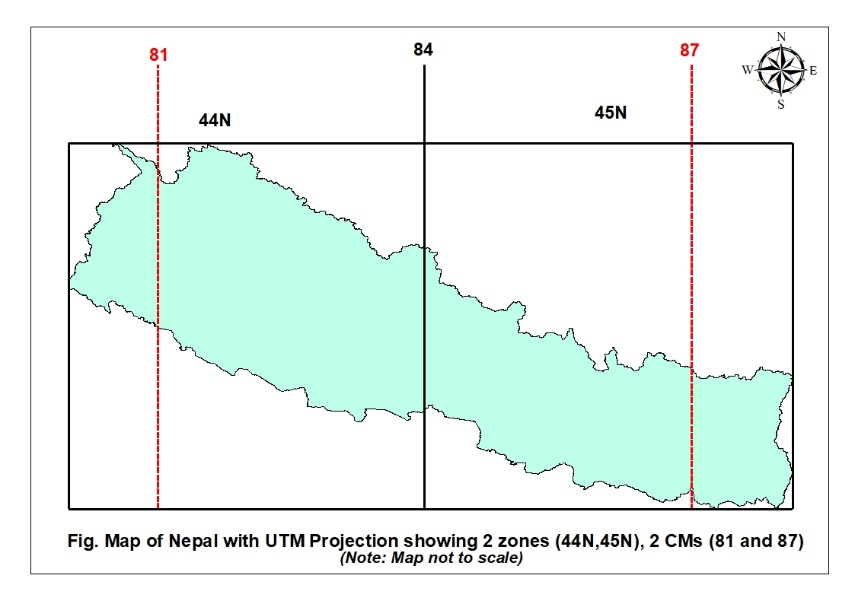 81
84
87
N
W
E
S
44N
45N
Fig. Map of Nepal with UTM Projection showing 2 zones (44N,45N), 2 CMs (81 and 87)
(Note: Map not to scale)